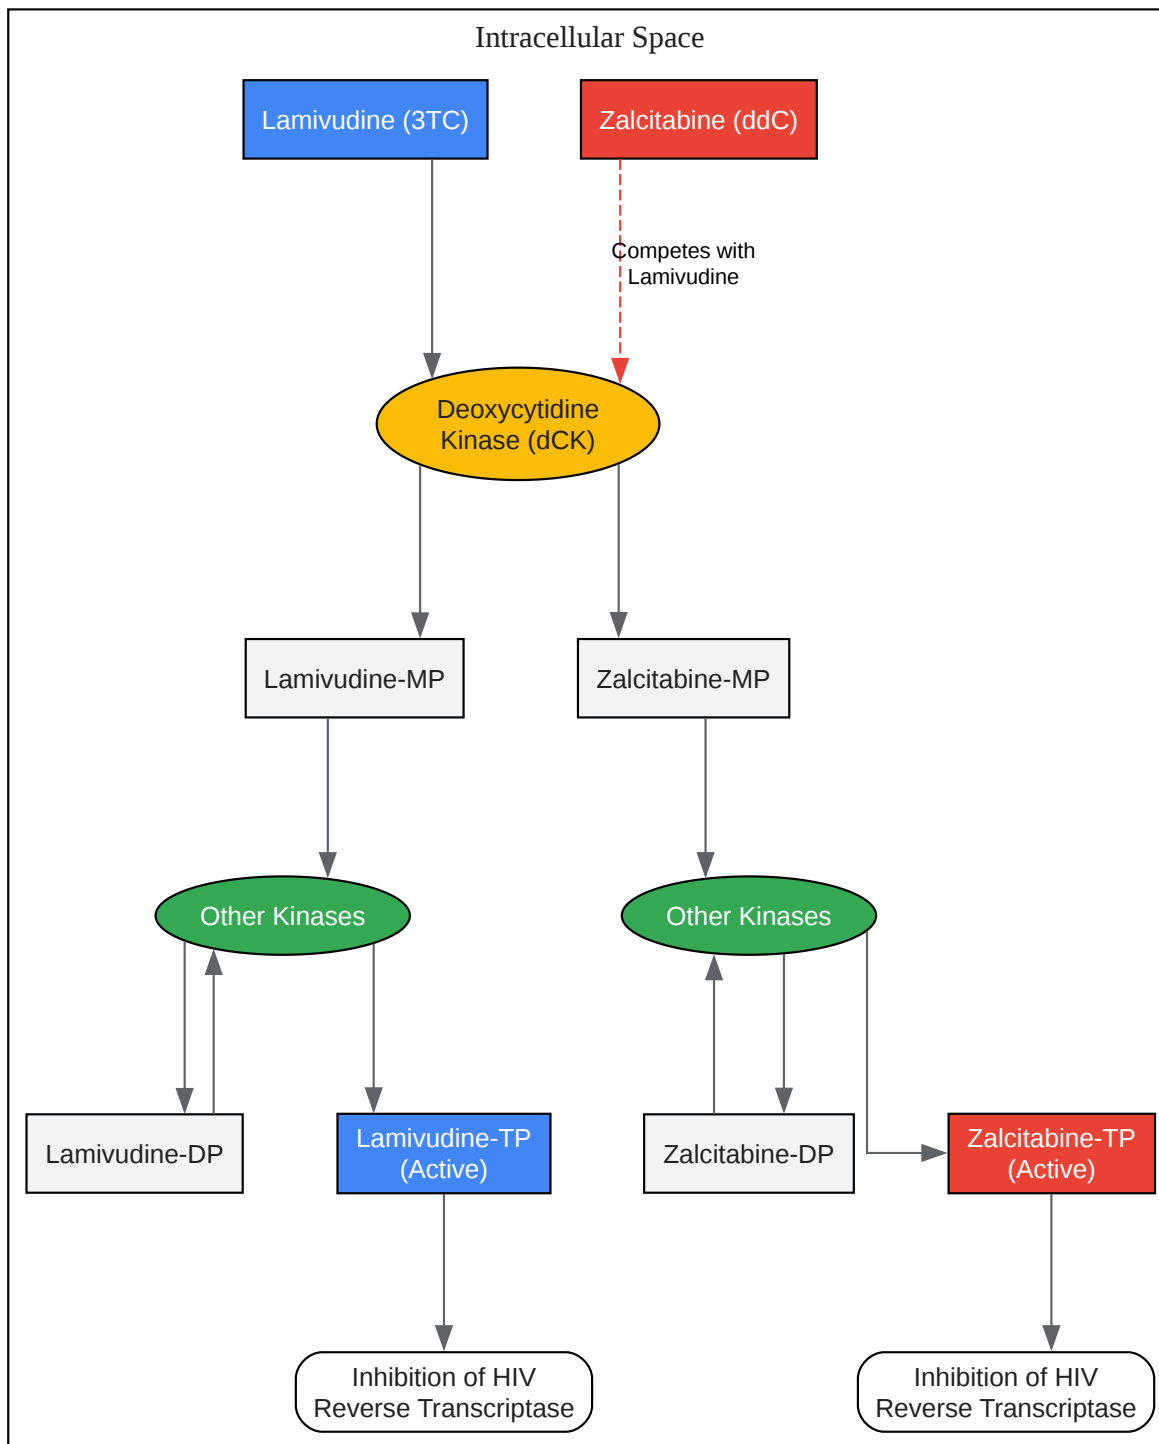 Intracellular Space
Lamivudine (3TC)
Zalcitabine (ddC)
Competes with
Lamivudine
Deoxycytidine
Kinase (dCK)
Lamivudine-MP
Zalcitabine-MP
Other Kinases
Other Kinases
Lamivudine-DP
Lamivudine-TP
(Active)
Zalcitabine-DP
Zalcitabine-TP
(Active)
Inhibition of HIV
Reverse Transcriptase
Inhibition of HIV
Reverse Transcriptase